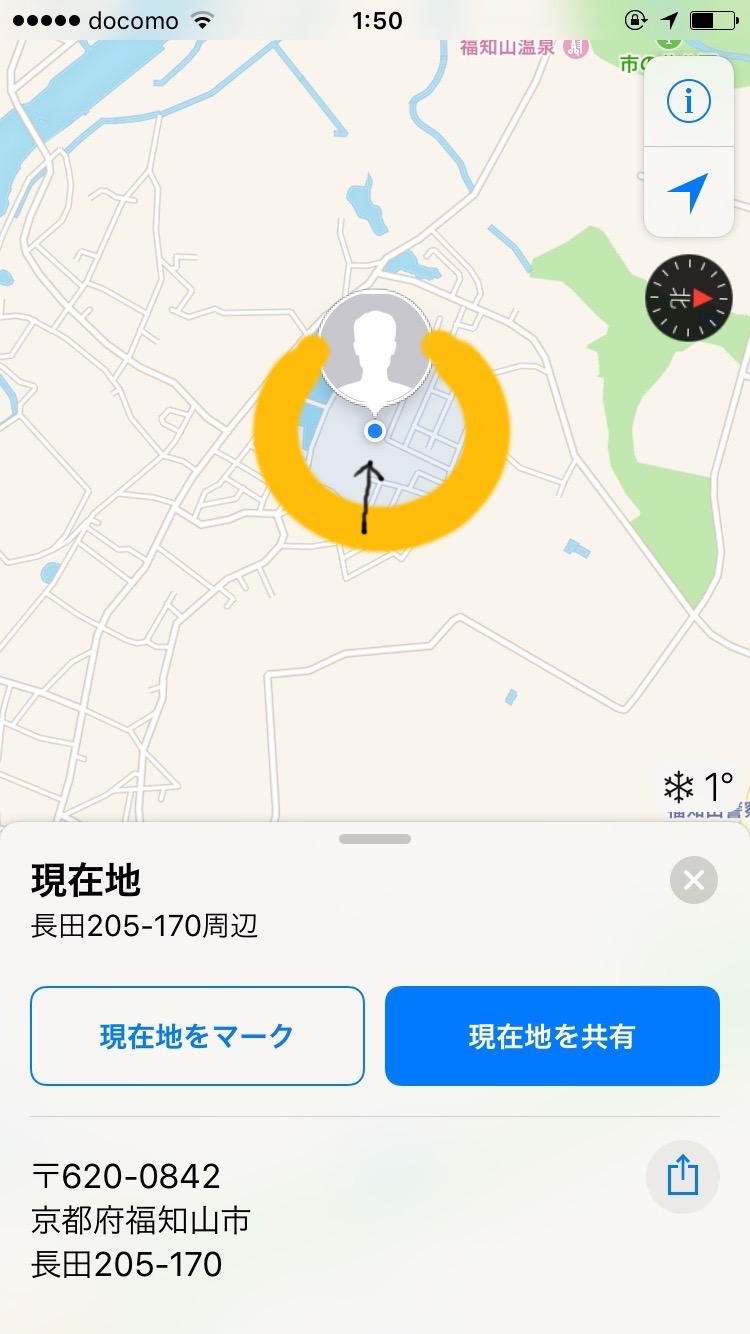 docomo 1:50
福知山温泉
市の
北
1°
現在地
長田205-170周辺
現在地をマーク
現在地を共有
〒620-0842
京都府福知山市
長田205-170